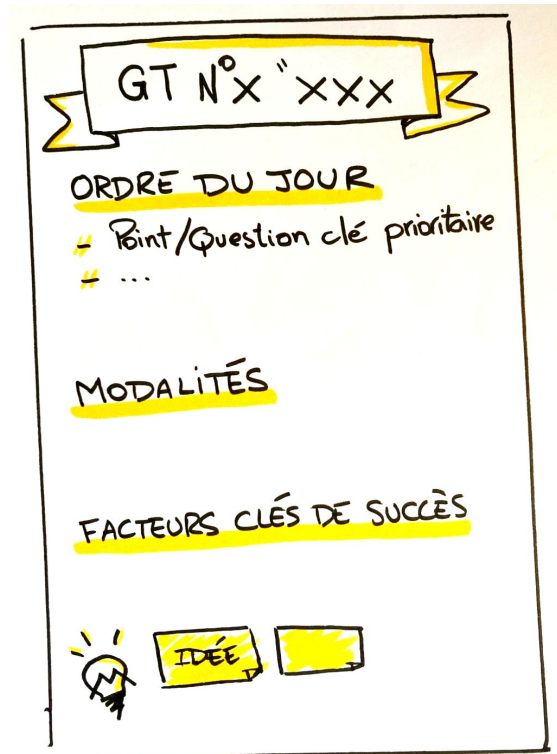 GT N°X "XXX
ORDRE DU JOUR
- Point/Question clé prioritaire
- ...
MODALITÉS
FACTEURS CLÉS DE SUCCÈS
IDÉE